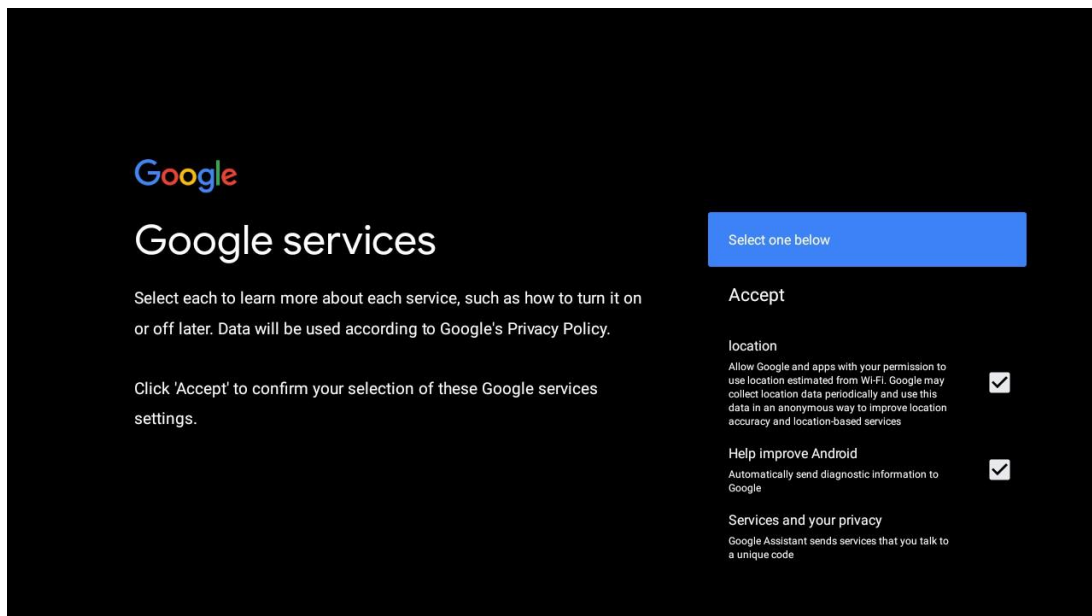 Google
Google services
Select each to learn more about each service, such as how to turn it on
or off later. Data will be used according to Google's Privacy Policy.
Click 'Accept' to confirm your selection of these Google services
settings.
Select one below
Accept
location
Allow Google and apps with your permission to
use location estimated from Wi-Fi. Google may
collect location data periodically and use this
data in an anonymous way to improve location
accuracy and location-based services
Help improve Android
Automatically send diagnostic information to
Google
Services and your privacy
Google Assistant sends services that you talk to
a unique code